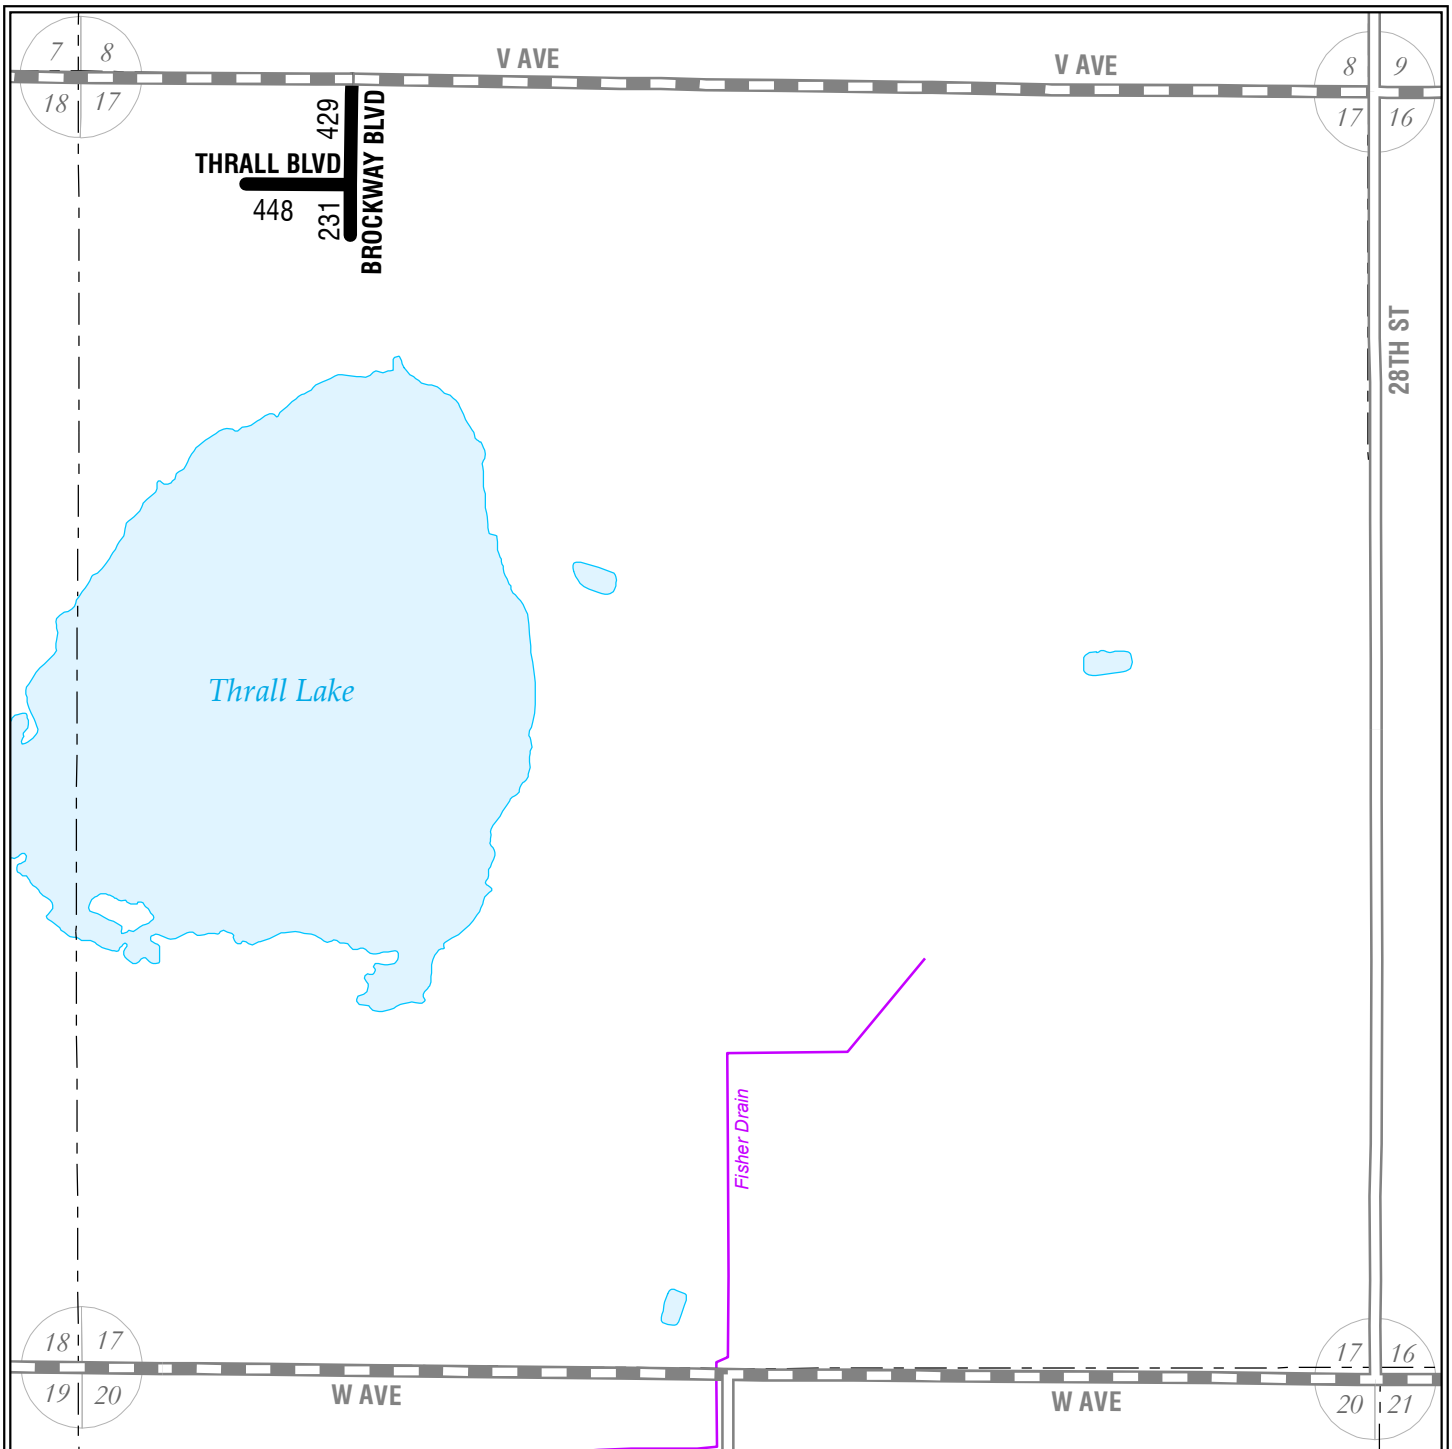 7 8
V AVE
V AVE
8 9
18 17
17 16
429
BROCKWAY BLVD
THRALL BLVD
448
231
28TH ST
Thrall Lake
Fisher Drain
18 17
17 16
19 20
W AVE
W AVE
20 21